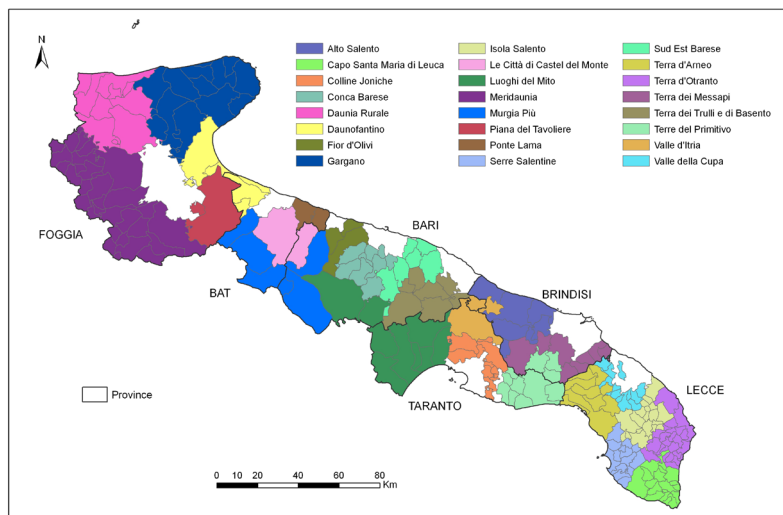 N
Alto Salento
Capo Santa Maria di Leuca
Colline Joniche
Conca Barese
Daunia Rurale
Daunofantino
Fior d'Olivi
Gargano
Isola Salento
Le Città di Castel del Monte
Luoghi del Mito
Meridaunia
Murgia Più
Piana del Tavoliere
Ponte Lama
Serre Salentine
Sud Est Barese
Terra d'Arneo
Terra d'Otranto
Terra dei Messapi
Terra dei Trulli e di Basento
Terre del Primitivo
Valle d'Itria
Valle della Cupa
FOGGIA
BARI
BAT
BRINDISI
TARANTO
LECCE
Province
0 10 20 40 60 80
Km